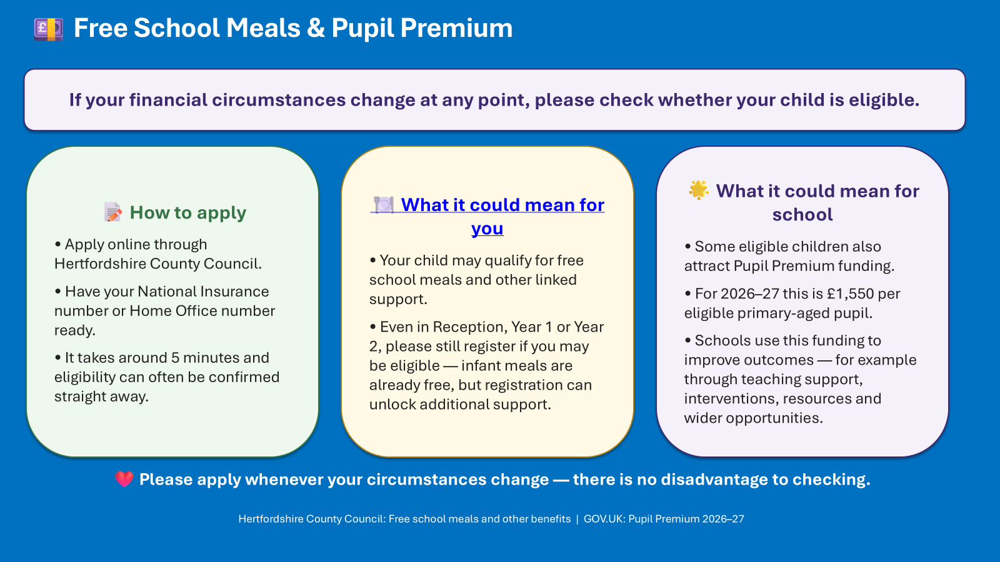 Free School Meals & Pupil Premium
If your financial circumstances change at any point, please check whether your child is eligible.
How to apply
• Apply online through
Hertfordshire County Council.
• Have your National Insurance
number or Home Office number
ready.
• It takes around 5 minutes and
eligibility can often be confirmed
straight away.
What it could mean for
you
• Your child may qualify for free
school meals and other linked
support.
• Even in Reception, Year 1 or Year
2, please still register if you may
be eligible — infant meals are
already free, but registration can
unlock additional support.
What it could mean for
school
• Some eligible children also
attract Pupil Premium funding.
• For 2026–27 this is £1,550 per
eligible primary-aged pupil.
• Schools use this funding to
improve outcomes — for example
through teaching support,
interventions, resources and
wider opportunities.
Please apply whenever your circumstances change — there is no disadvantage to checking.
Hertfordshire County Council: Free school meals and other benefits | GOV.UK: Pupil Premium 2026–27